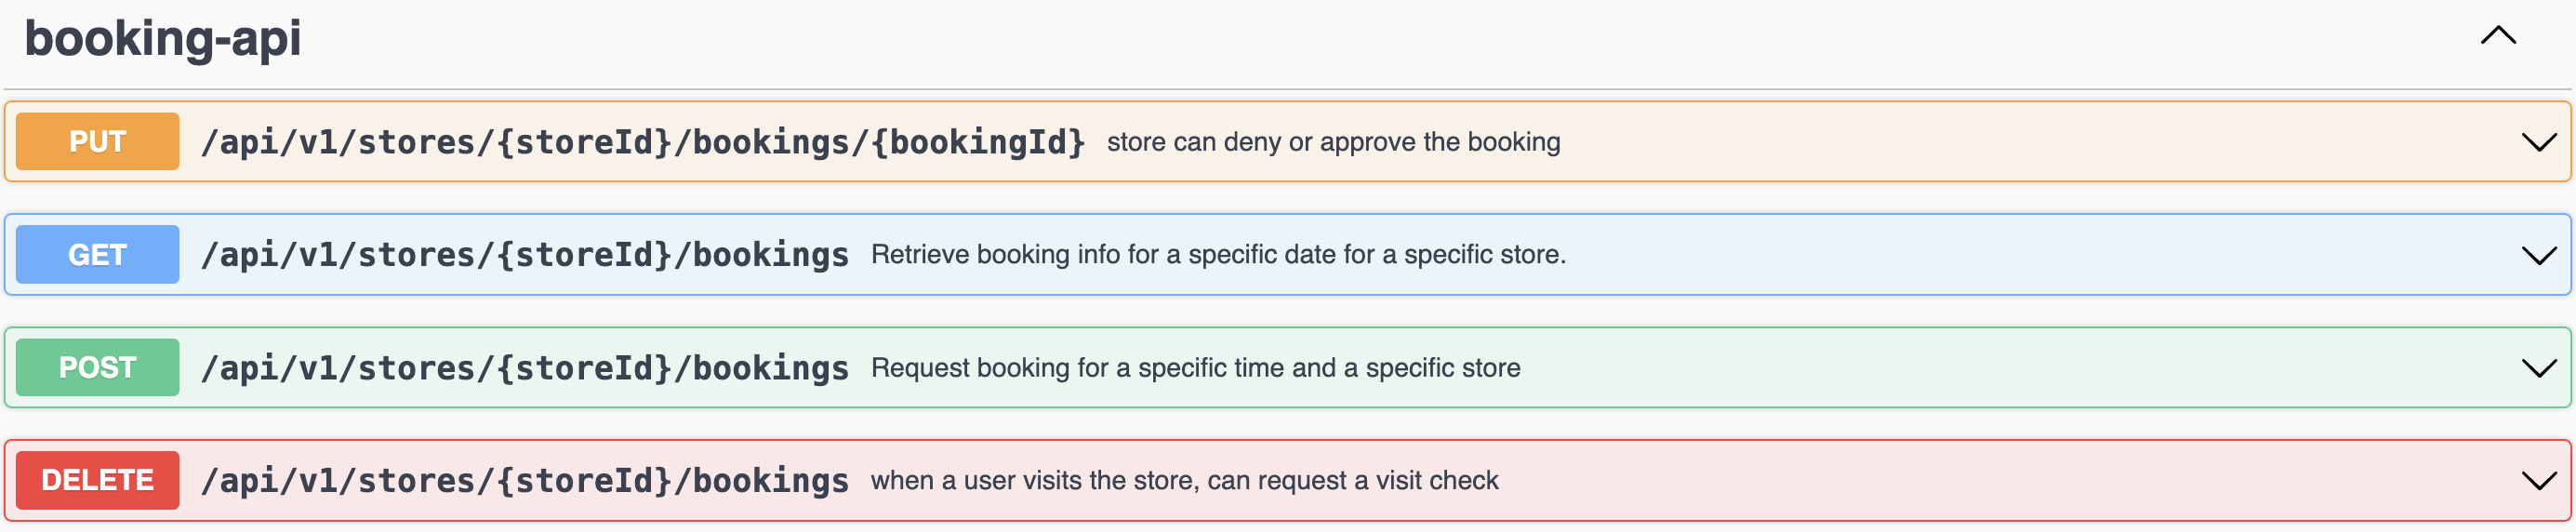 booking-api
PUT /api/v1/stores/{storeId}/bookings/{bookingId} store can deny or approve the booking
GET /api/v1/stores/{storeId}/bookings Retrieve booking info for a specific date for a specific store.
POST /api/v1/stores/{storeId}/bookings Request booking for a specific time and a specific store
DELETE /api/v1/stores/{storeId}/bookings when a user visits the store, can request a visit check